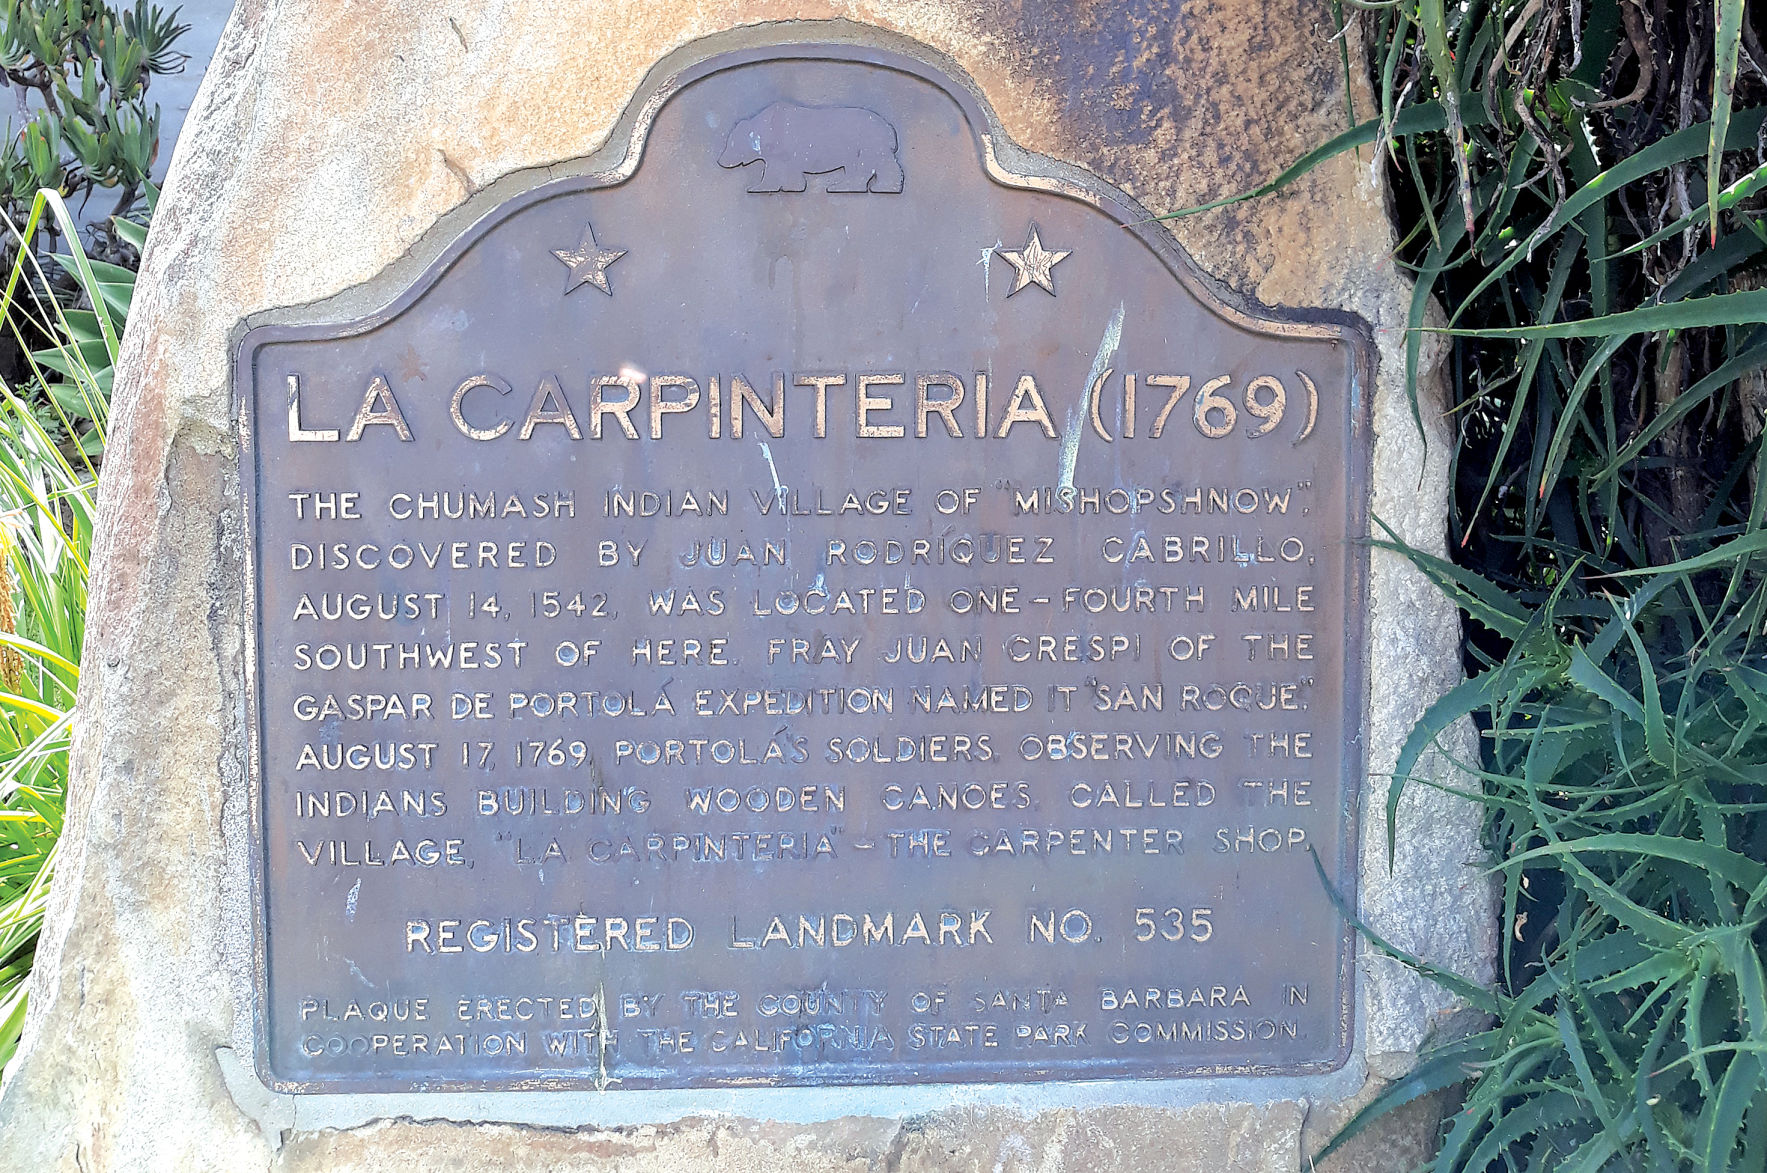 LA CARPINTERIA (1769)
THE CHUMASH INDIAN VILLAGE OF "MISHOPSHNOW",
DISCOVERED BY JUAN RODRÍQUEZ CABRILLO,
AUGUST 14, 1542, WAS LOCATED ONE-FOURTH MILE
SOUTHWEST OF HERE. FRAY JUAN CRESPI OF THE
GASPAR DE PORTOLÁ EXPEDITION NAMED IT "SAN ROQUE".
AUGUST 17, 1769, PORTOLÁ'S SOLDIERS, OBSERVING THE
INDIANS BUILDING WOODEN CANOES, CALLED THE
VILLAGE, "LA CARPINTERIA" - THE CARPENTER SHOP.
REGISTERED LANDMARK NO. 535
PLAQUE ERECTED BY THE COUNTY OF SANTA BARBARA IN
COOPERATION WITH THE CALIFORNIA STATE PARK COMMISSION